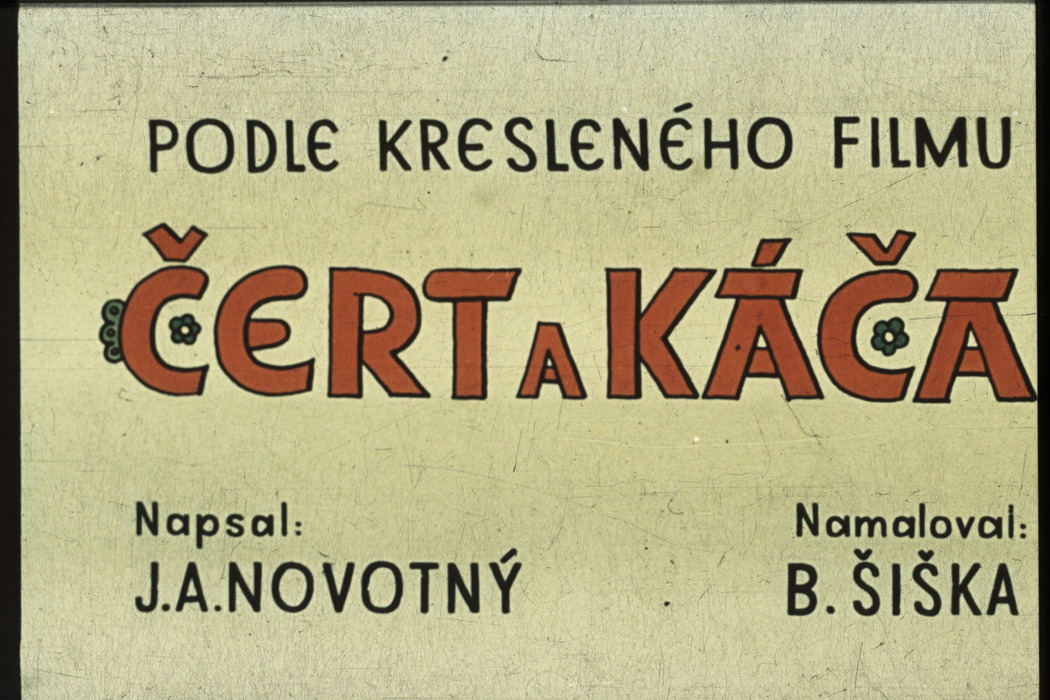 PODLE KRESLENÉHO FILMU
ČERT A KÁČA
Napsal: Namaloval:
J.A.NOVOTNÝ B. ŠIŠKA